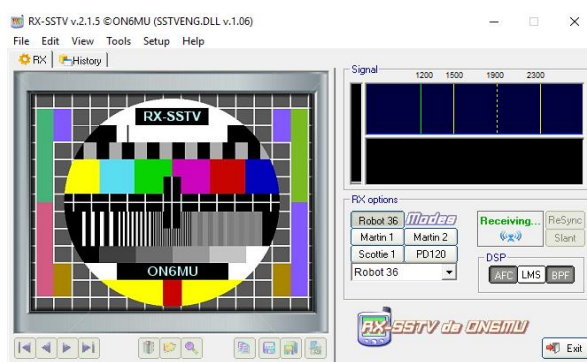 RX-SSTV v.2.1.5 ©ON6MU (SSTVENG.DLL v.1.06)
File Edit View Tools Setup Help
RX History
RX-SSTV
ON6MU
Signal
1200 1500 1900 2300
RX options
Robot 36 Modes
Martin 1 Martin 2
Scottie 1 PD120
Robot 36
Receiving... ReSync
Slant
DSP
AFC LMS BPF
RX-SSTV de ON6MU
Exit